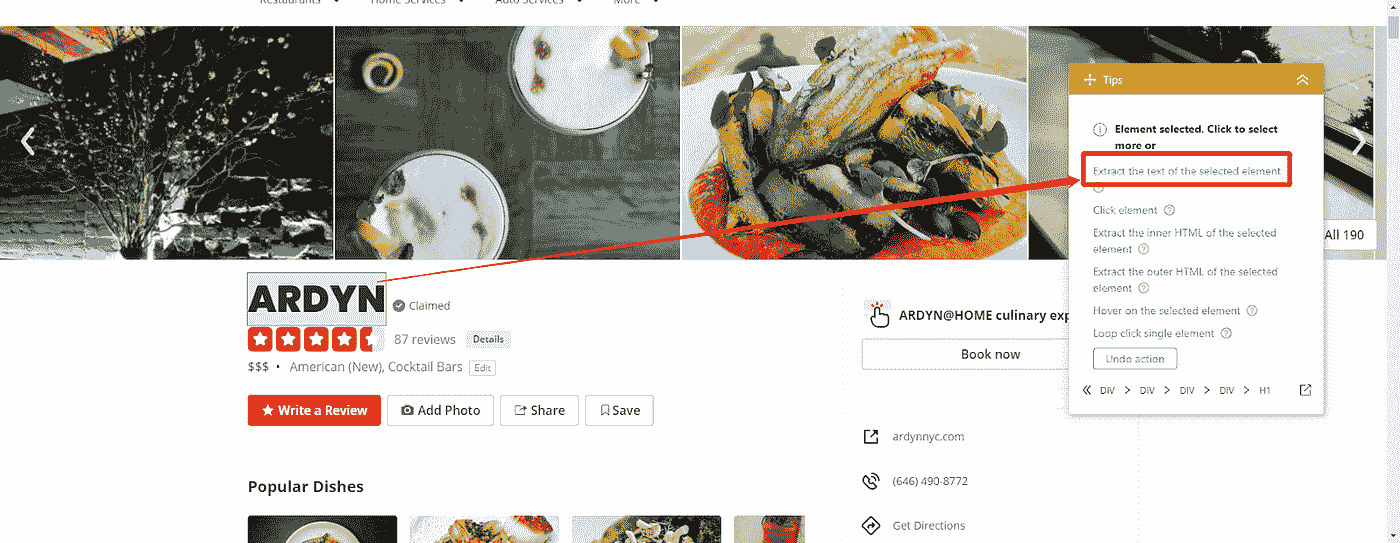 Restaurants Home Services Auto Services More
Tips
Element selected. Click to select
more or
Extract the text of the selected element
Click element
Extract the inner HTML of the selected
element
Extract the outer HTML of the selected
element
Hover on the selected element
Loop click single element
Undo action
DIV > DIV > DIV > DIV > H1
All 190
ARDYN
Claimed
87 reviews
Details
$$$ • American (New), Cocktail Bars
Edit
Write a Review
Add Photo
Share
Save
ARDYN@HOME culinary exp
Book now
ardynnyc.com
(646) 490-8772
Get Directions
Popular Dishes